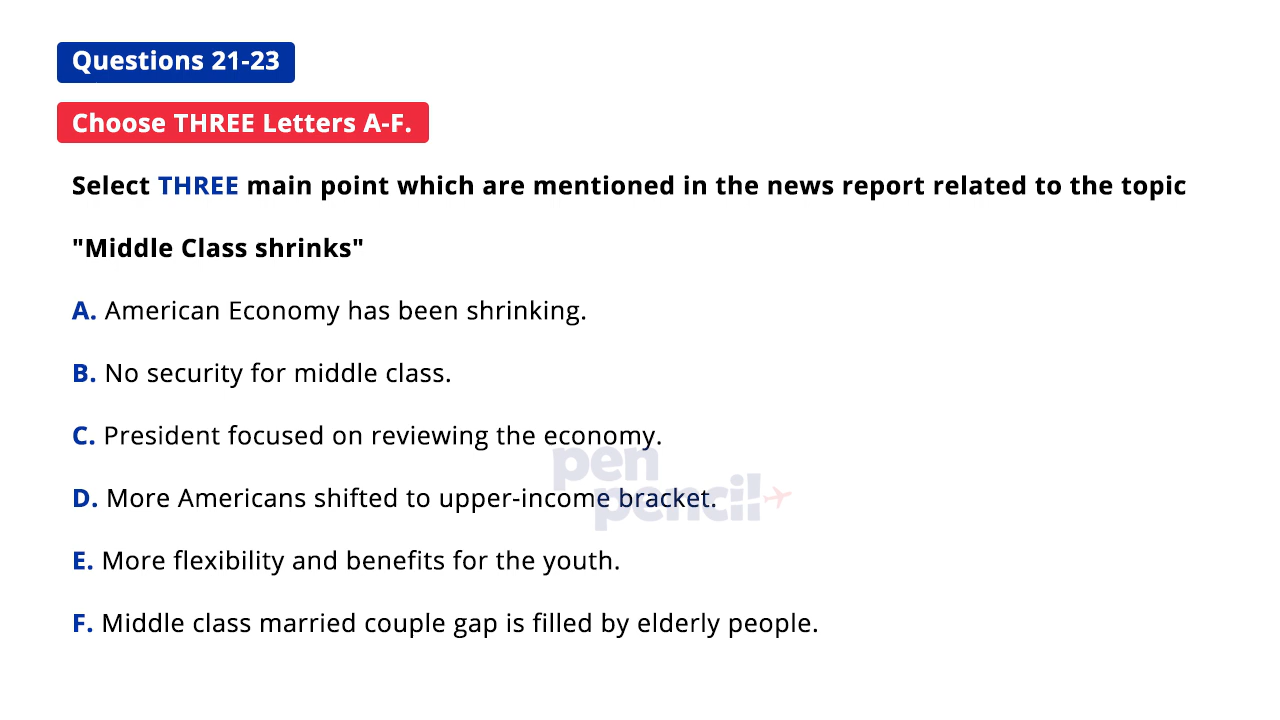 Questions 21-23
Choose THREE Letters A-F.
Select THREE main point which are mentioned in the news report related to the topic
"Middle Class shrinks"
A. American Economy has been shrinking.
B. No security for middle class.
C. President focused on reviewing the economy.
pen
D. More Americans shifted to upper-income bracket.
pencil
E. More flexibility and benefits for the youth.
F. Middle class married couple gap is filled by elderly people.